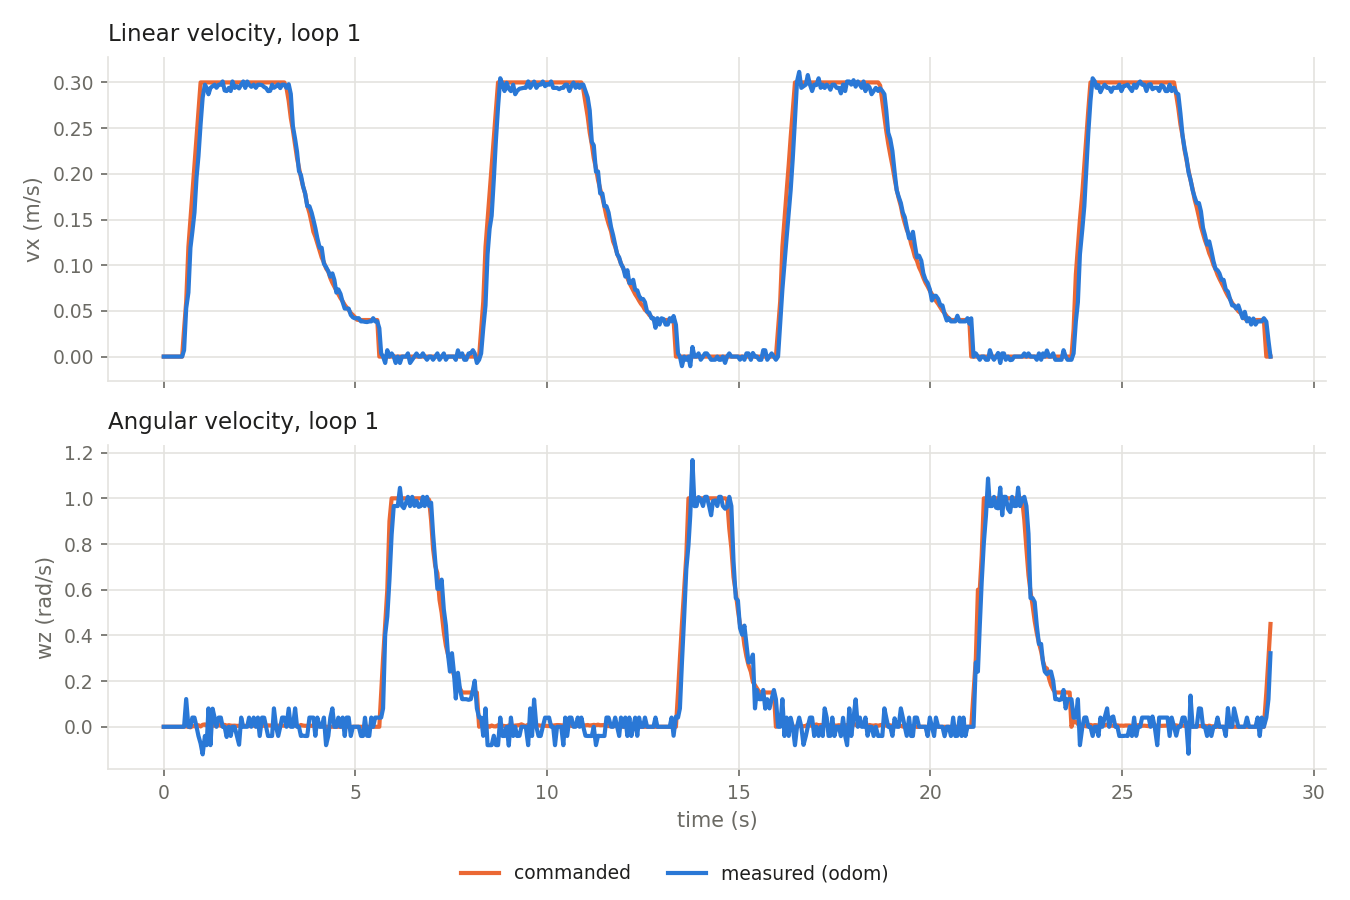 Linear velocity, loop 1
0.30
0.25
0.20
0.15
0.10
0.05
0.00
vx (m/s)
Angular velocity, loop 1
1.2
1.0
0.8
0.6
0.4
0.2
0.0
wz (rad/s)
0 5 10 15 20 25 30
time (s)
commanded measured (odom)